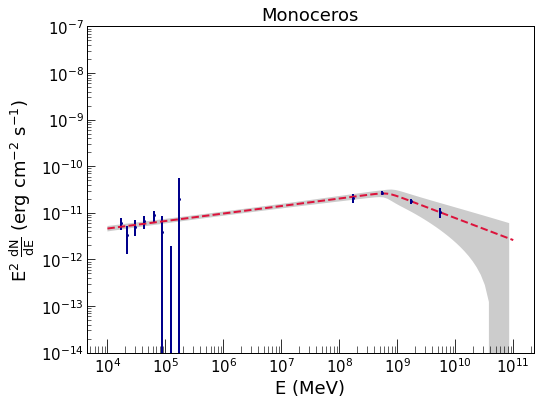 Monoceros
E² dN/dE (erg cm⁻² s⁻¹)
10⁻⁷
10⁻⁸
10⁻⁹
10⁻¹⁰
10⁻¹¹
10⁻¹²
10⁻¹³
10⁻¹⁴
10⁴ 10⁵ 10⁶ 10⁷ 10⁸ 10⁹ 10¹⁰ 10¹¹
E (MeV)